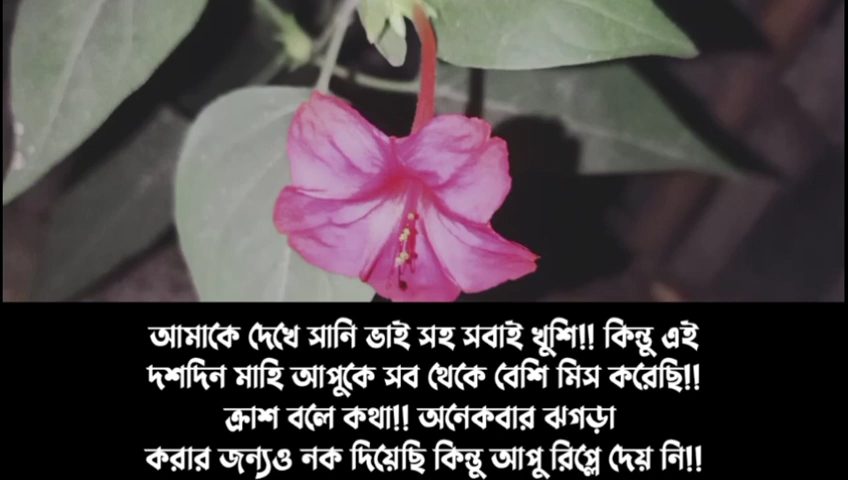 আমাকে দেখে সানি ভাই সহ সবাই খুশি!! কিন্তু এই
দশদিন মাহি আপুকে সব থেকে বেশি মিস করেছি!!
ক্রাশ বলে কথা!! অনেকবার ঝগড়া
করার জন্যও নক দিয়েছি কিন্তু আপু রিপ্লে দেয় নি!!